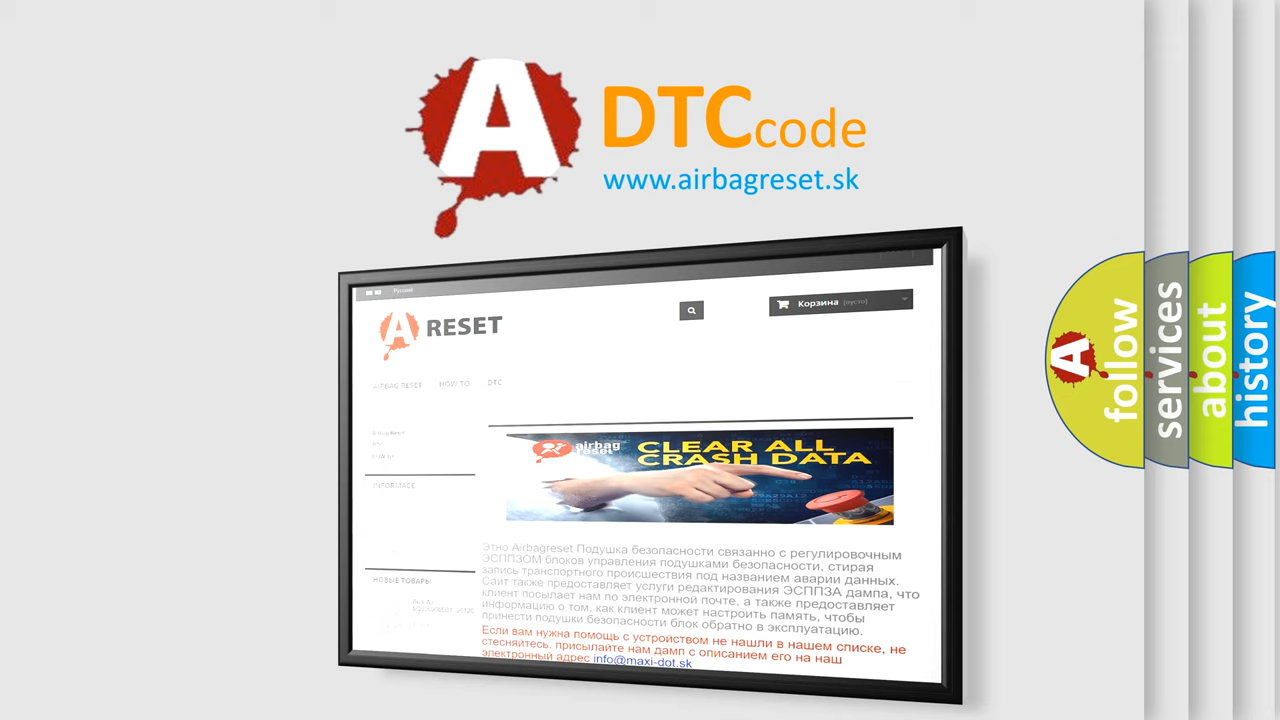 A DTCcode
www.airbagreset.sk
Русский
A RESET
Корзина (пусто)
AIRBAG RESET HOW TO DTC
DTC
INFORMACE
airbag
reset
CLEAR ALL
CRASH DATA
Этно Airbagreset Подушка безопасности связанно с регулировочным
ЭСППЗОМ блоков управления подушками безопасности, стирая
запись транспортного происшествия под названием аварии данных.
Сайт также предоставляет услуги редактирования ЭСППЗА дампа, что
клиент посылает нам по электронной почте, а также предоставляет
информацию о том, как клиент может настроить память, чтобы
принести подушки безопасности блок обратно в эксплуатацию.
Если вам нужна помощь с устройством не нашли в нашем списке, не
стесняйтесь, присылайте нам дамп с описанием его на наш
электронный адрес info@maxi-dot.sk
НОВЫЕ ТОВАРЫ
A follow
services
about
history